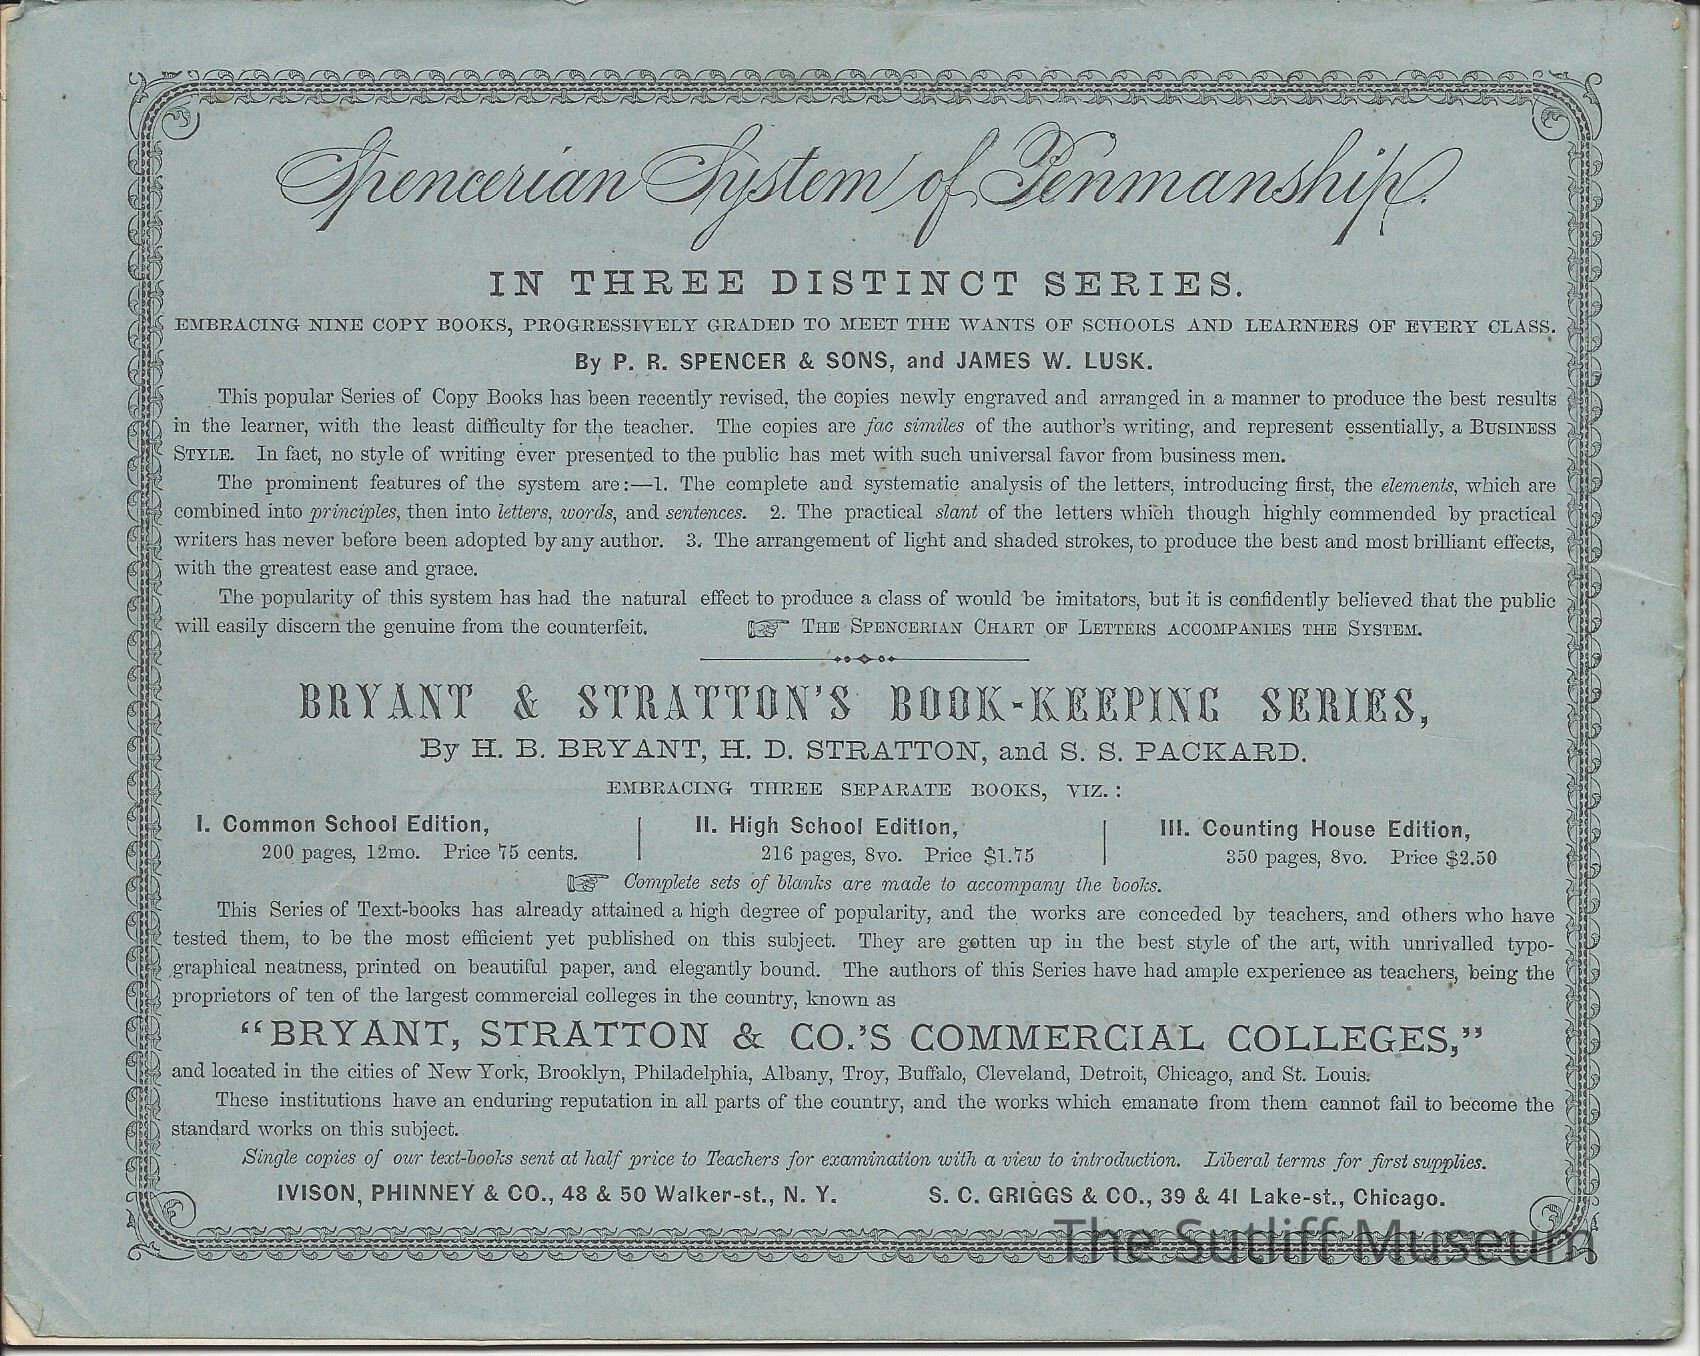 Spencerian System of Penmanship.
IN THREE DISTINCT SERIES.
EMBRACING NINE COPY BOOKS, PROGRESSIVELY GRADED TO MEET THE WANTS OF SCHOOLS AND LEARNERS OF EVERY CLASS.
By P. R. SPENCER & SONS, and JAMES W. LUSK.
This popular Series of Copy Books has been recently revised, the copies newly engraved and arranged in a manner to produce the best results
in the learner, with the least difficulty for the teacher. The copies are fac similes of the author's writing, and represent essentially, a BUSINESS
STYLE. In fact, no style of writing ever presented to the public has met with such universal favor from business men.
The prominent features of the system are:—1. The complete and systematic analysis of the letters, introducing first, the elements, which are
combined into principles, then into letters, words, and sentences. 2. The practical slant of the letters which though highly commended by practical
writers has never before been adopted by any author. 3. The arrangement of light and shaded strokes, to produce the best and most brilliant effects,
with the greatest ease and grace.
The popularity of this system has had the natural effect to produce a class of would be imitators, but it is confidently believed that the public
will easily discern the genuine from the counterfeit. ☞ THE SPENCERIAN CHART OF LETTERS ACCOMPANIES THE SYSTEM.
BRYANT & STRATTON'S BOOK-KEEPING SERIES,
By H. B. BRYANT, H. D. STRATTON, and S. S. PACKARD.
EMBRACING THREE SEPARATE BOOKS, VIZ.:
I. Common School Edition,
200 pages, 12mo. Price 75 cents.
II. High School Edition,
216 pages, 8vo. Price $1.75
III. Counting House Edition,
350 pages, 8vo. Price $2.50
☞ Complete sets of blanks are made to accompany the books.
This Series of Text-books has already attained a high degree of popularity, and the works are conceded by teachers, and others who have
tested them, to be the most efficient yet published on this subject. They are gotten up in the best style of the art, with unrivalled typo-
graphical neatness, printed on beautiful paper, and elegantly bound. The authors of this Series have had ample experience as teachers, being the
proprietors of ten of the largest commercial colleges in the country, known as
"BRYANT, STRATTON & CO.'S COMMERCIAL COLLEGES,"
and located in the cities of New York, Brooklyn, Philadelphia, Albany, Troy, Buffalo, Cleveland, Detroit, Chicago, and St. Louis.
These institutions have an enduring reputation in all parts of the country, and the works which emanate from them cannot fail to become the
standard works on this subject.
Single copies of our text-books sent at half price to Teachers for examination with a view to introduction. Liberal terms for first supplies.
IVISON, PHINNEY & CO., 48 & 50 Walker-st., N. Y. S. C. GRIGGS & CO., 39 & 41 Lake-st., Chicago.
The Sutliff Museum